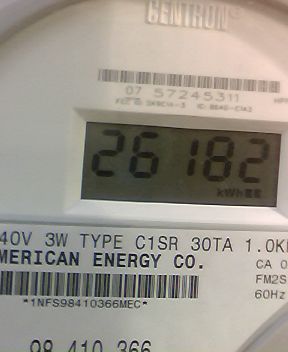 CENTRON®
07 57245311
26182
kWh
40V 3W TYPE C1SR 30TA 1.0K
MERICAN ENERGY CO.
CA 0
FM2S
60Hz
*1NFS98410366MEC*
98 410 366